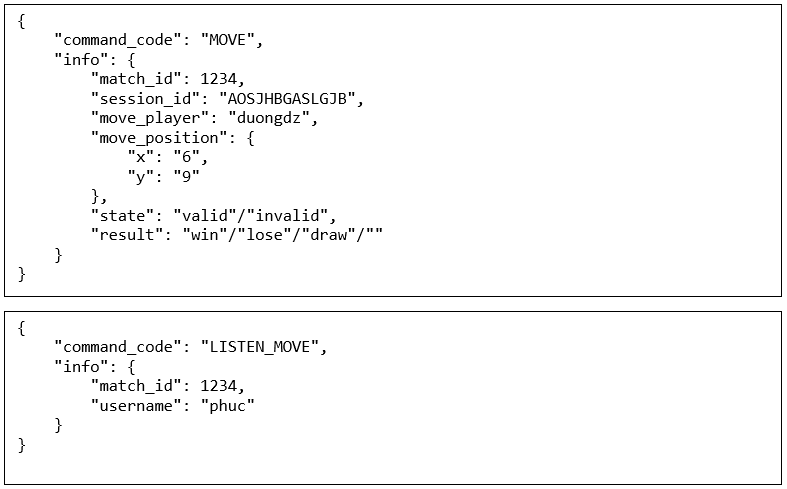 {
    "command_code": "MOVE",
    "info": {
        "match_id": 1234,
        "session_id": "AOSJHBGASLGJB",
        "move_player": "duongdz",
        "move_position": {
            "x": "6",
            "y": "9"
        },
        "state": "valid"/"invalid",
        "result": "win"/"lose"/"draw"/""
    }
}
{
    "command_code": "LISTEN_MOVE",
    "info": {
        "match_id": 1234,
        "username": "phuc"
    }
}